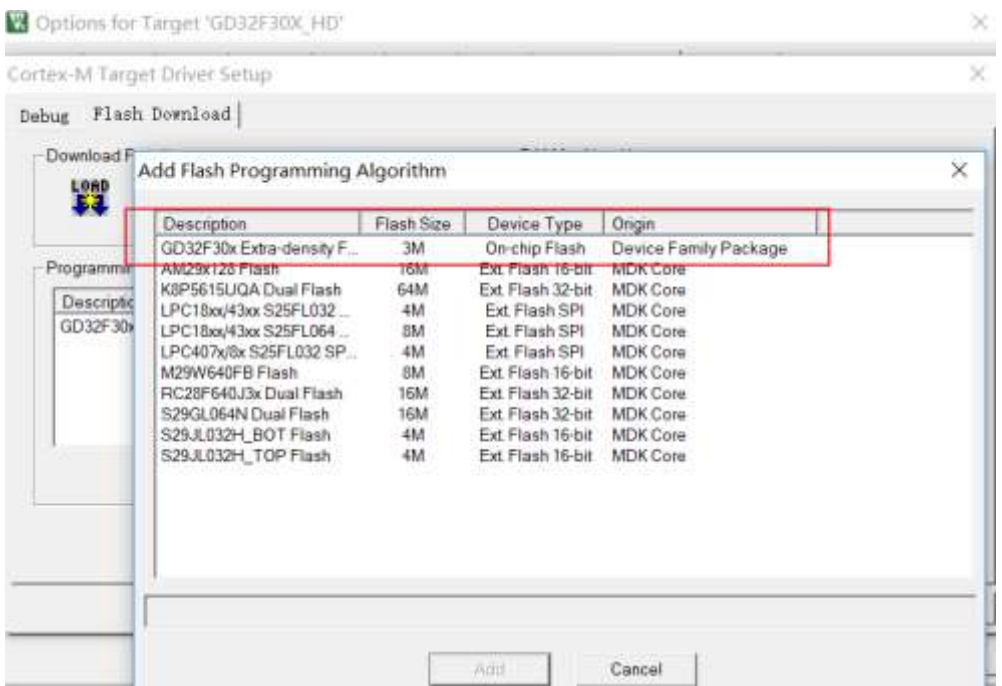 Options for Target 'GD32F30X_HD'
Cortex-M Target Driver Setup
Debug Flash Download
Download F
LOAD
Add Flash Programming Algorithm
Description Flash Size Device Type Origin
GD32F30x Extra-density F... 3M On-chip Flash Device Family Package
AM29x128 Flash 16M Ext. Flash 16-bit MDK Core
K8P5615UQA Dual Flash 64M Ext. Flash 32-bit MDK Core
LPC18xx/43xx S25FL032 ... 4M Ext. Flash SPI MDK Core
LPC18xx/43xx S25FL064 ... 8M Ext. Flash SPI MDK Core
LPC407x/8x S25FL032 SP... 4M Ext. Flash SPI MDK Core
M29W640FB Flash 8M Ext. Flash 16-bit MDK Core
RC28F640J3x Dual Flash 16M Ext. Flash 32-bit MDK Core
S29GL064N Dual Flash 16M Ext. Flash 32-bit MDK Core
S29JL032H_BOT Flash 4M Ext. Flash 16-bit MDK Core
S29JL032H_TOP Flash 4M Ext. Flash 16-bit MDK Core
Programmi
Descriptic
GD32F30x
Add Cancel